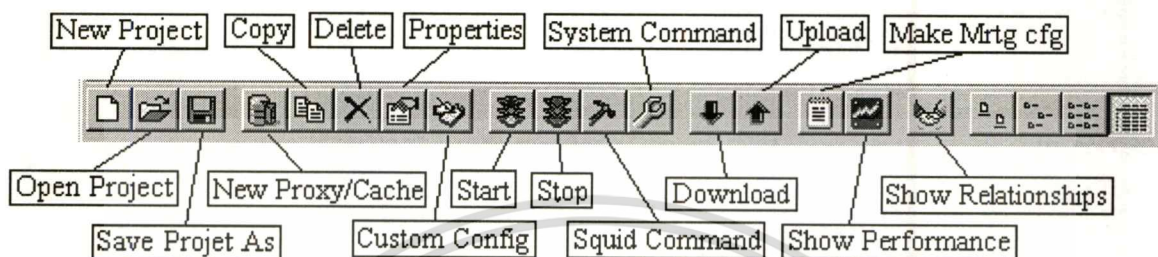 New Project
Copy
Delete
Properties
System Command
Upload
Make Mrtg cfg
Open Project
New Proxy/Cache
Start
Stop
Download
Show Relationships
Save Projet As
Custom Config
Squid Command
Show Performance